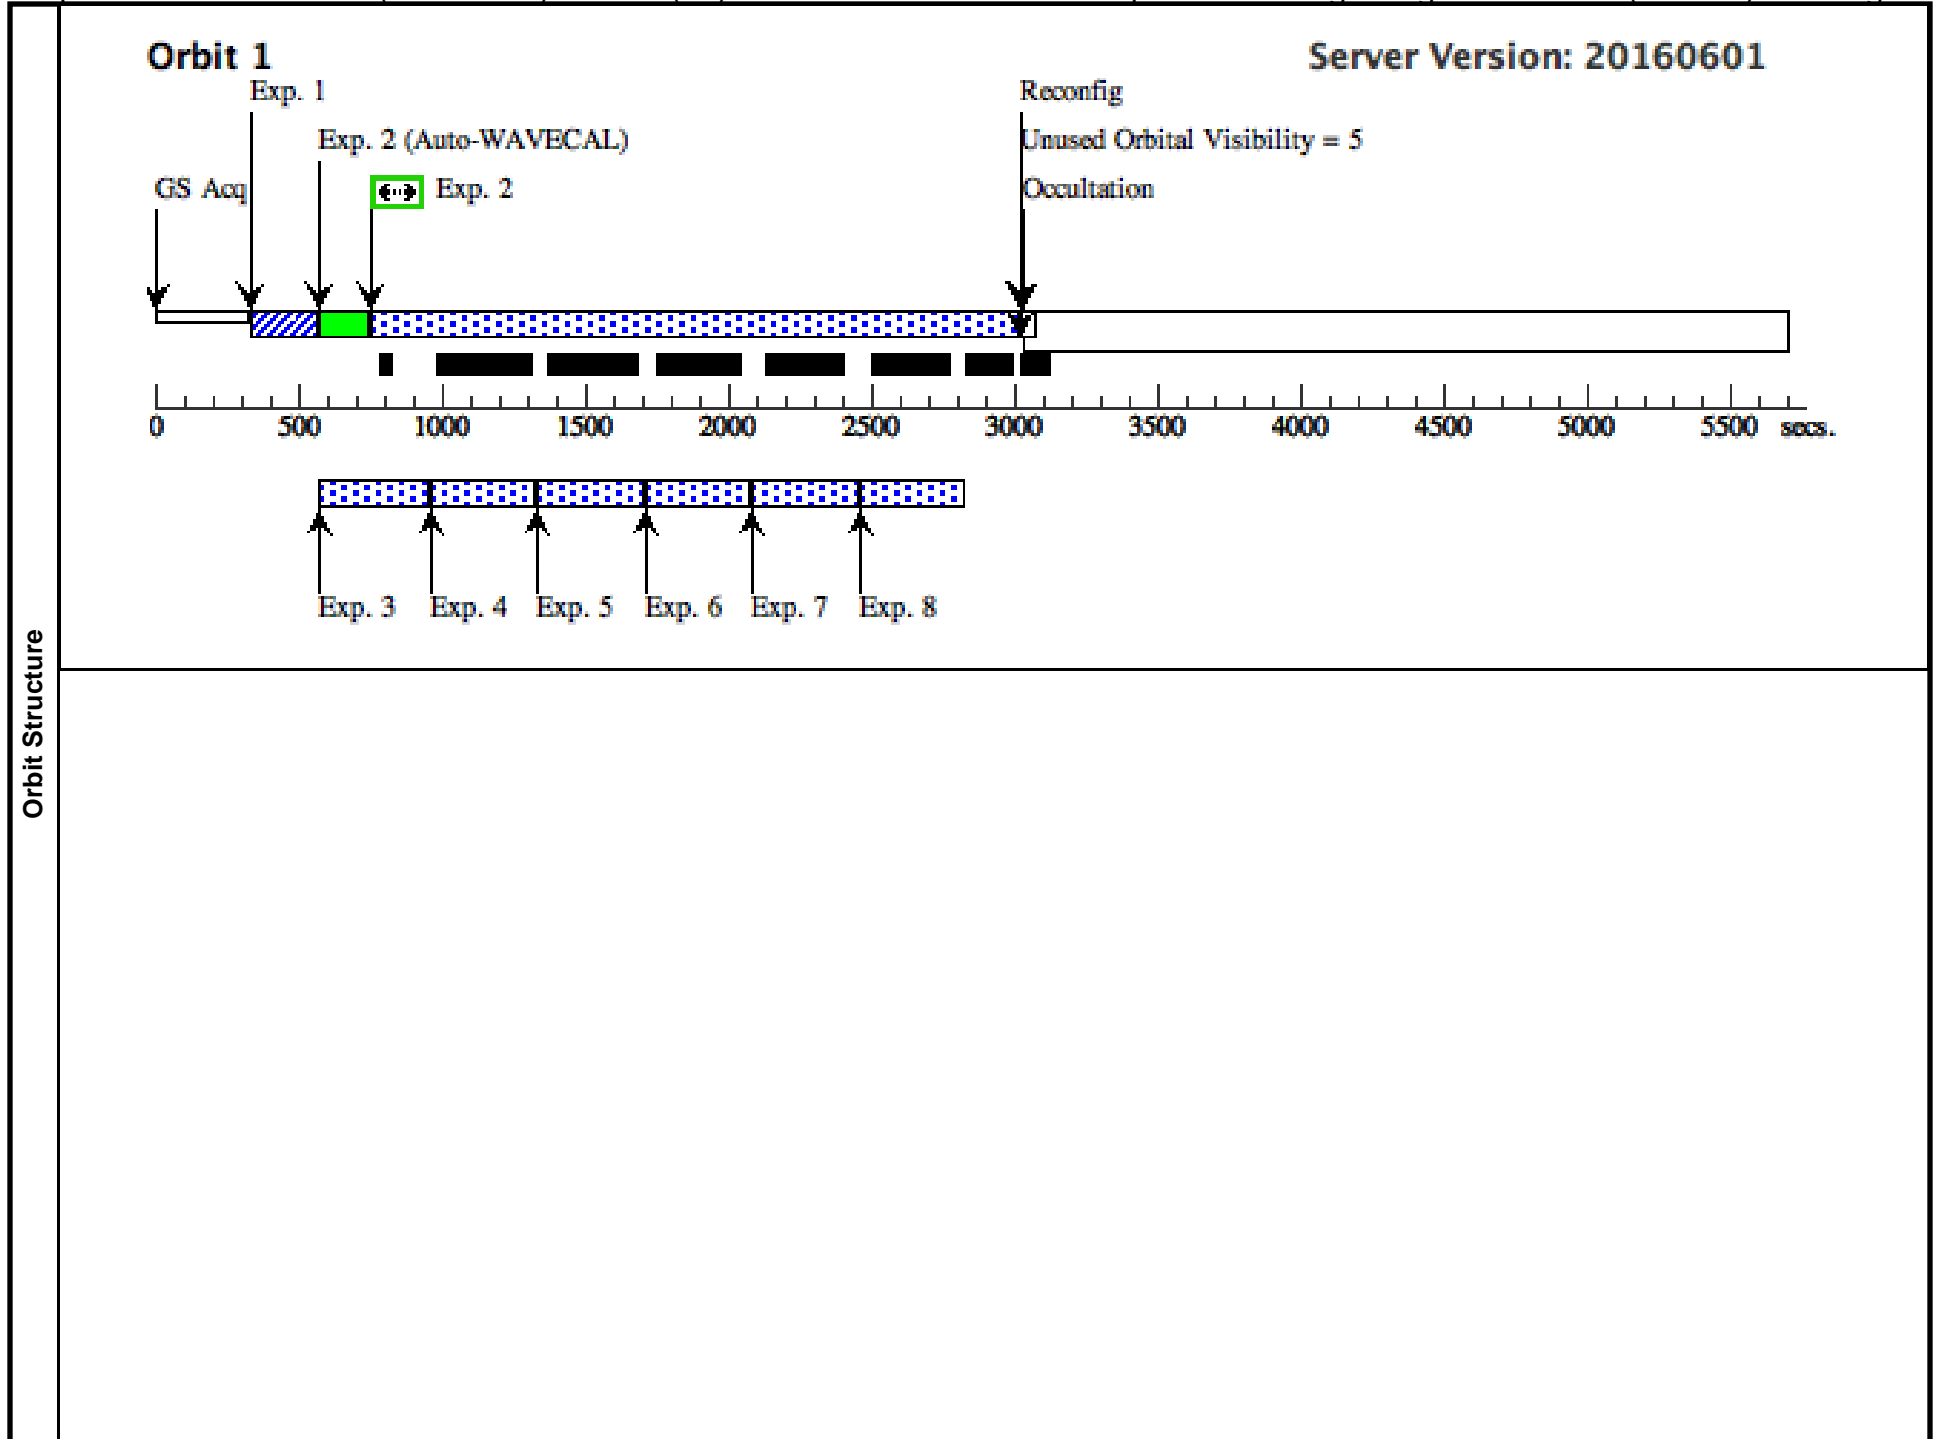 Orbit 1
Server Version: 20160601
Exp. 1
Reconfig
Exp. 2 (Auto-WAVECAL)
Unused Orbital Visibility = 5
GS Acq
Exp. 2
Occultation
0 500 1000 1500 2000 2500 3000 3500 4000 4500 5000 5500 secs.
Exp. 3 Exp. 4 Exp. 5 Exp. 6 Exp. 7 Exp. 8
Orbit Structure